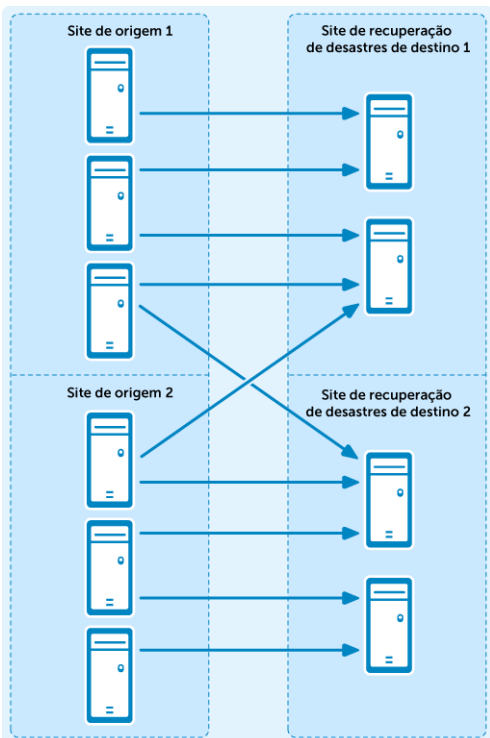 Site de origem 1
Site de recuperação
de desastres de destino 1
Site de origem 2
Site de recuperação
de desastres de destino 2